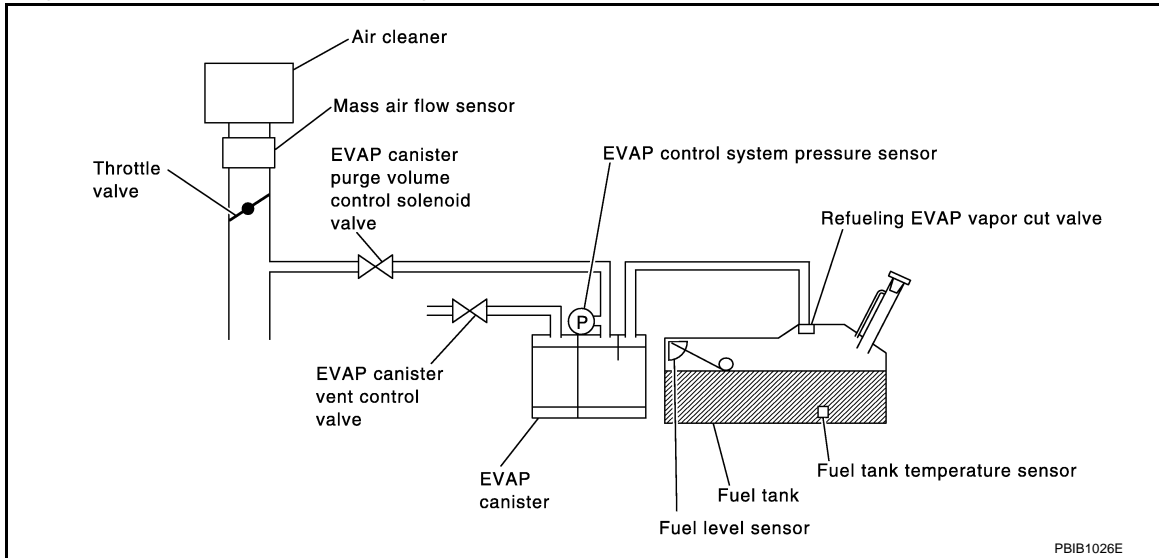 Air cleaner
Mass air flow sensor
Throttle
valve
EVAP canister
purge volume
control solenoid
valve
EVAP control system pressure sensor
Refueling EVAP vapor cut valve
P
EVAP canister
vent control
valve
EVAP
canister
Fuel tank temperature sensor
Fuel tank
Fuel level sensor
PBIB1026E